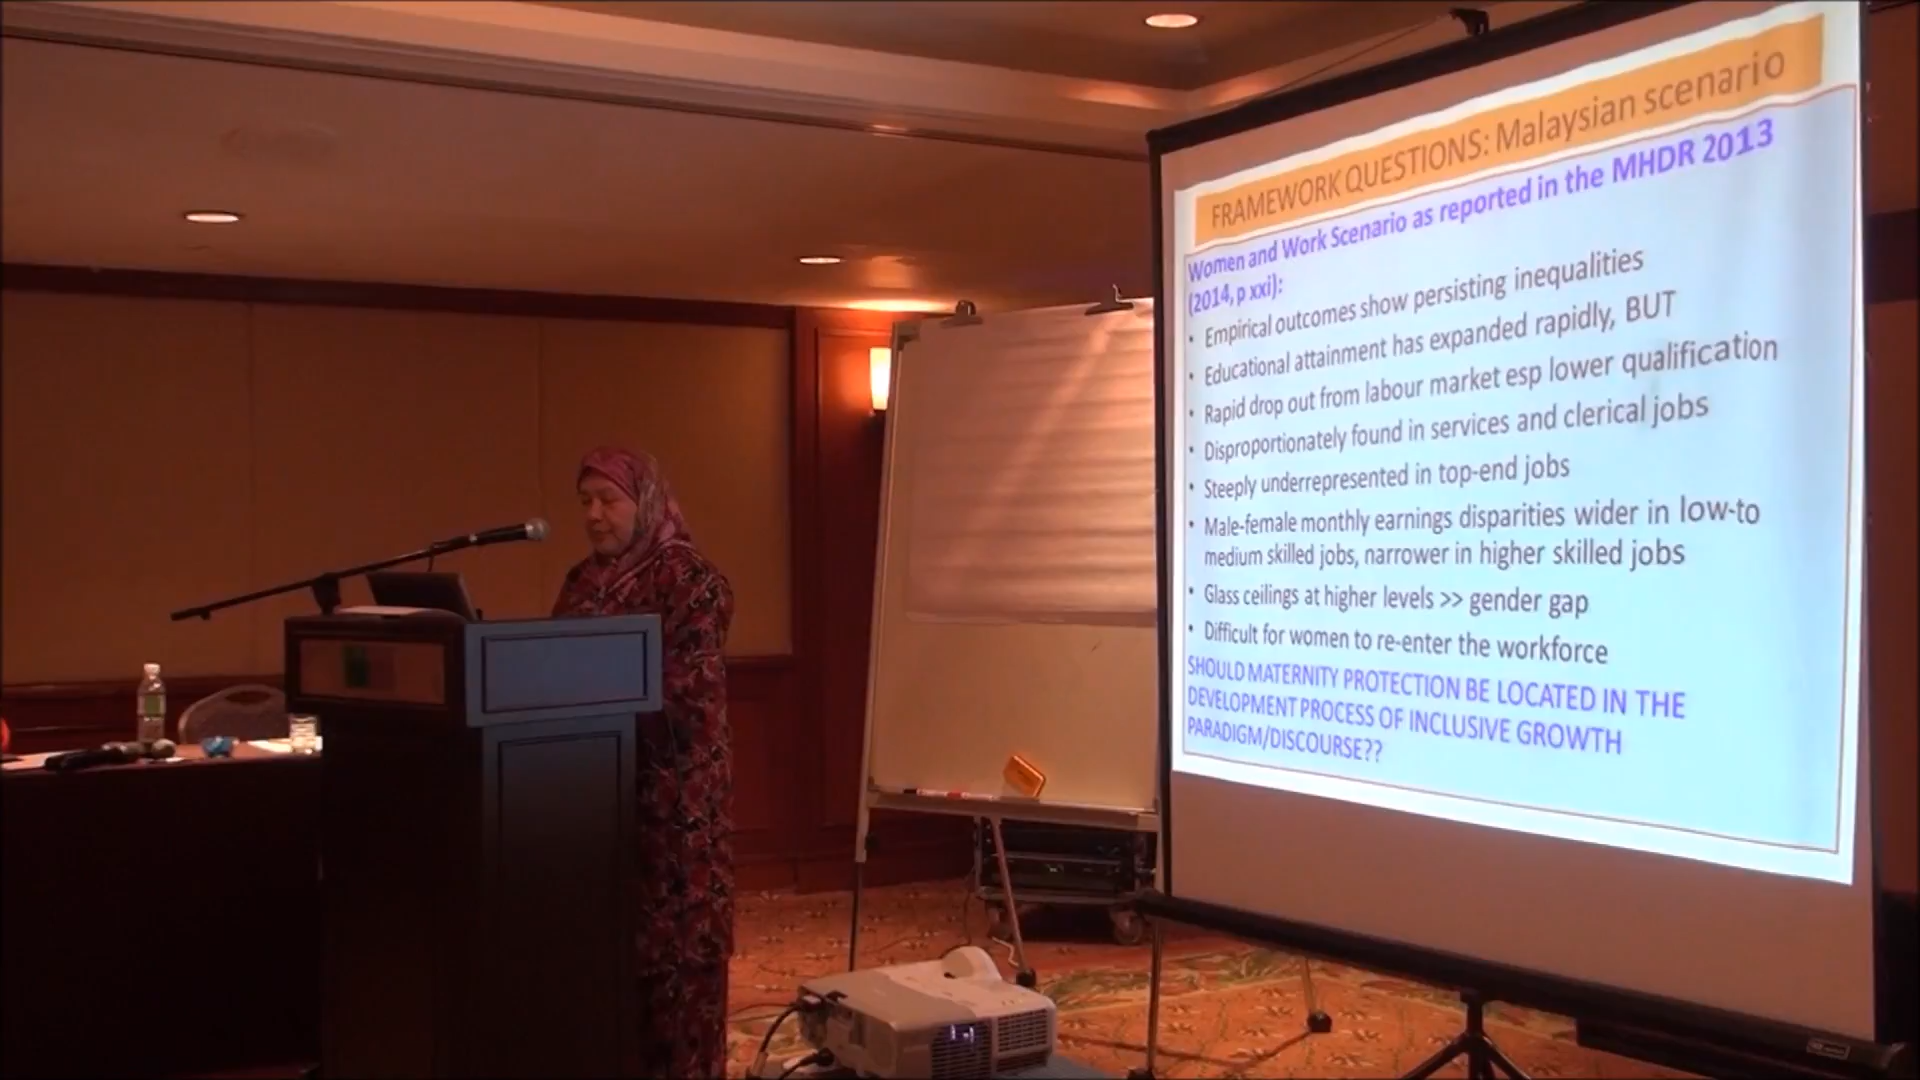 FRAMEWORK QUESTIONS: Malaysian scenario
Women and Work Scenario as reported in the MHDR 2013
(2014, p xxi):
• Empirical outcomes show persisting inequalities
• Educational attainment has expanded rapidly, BUT
• Rapid drop out from labour market esp lower qualification
• Disproportionately found in services and clerical jobs
• Steeply underrepresented in top-end jobs
• Male-female monthly earnings disparities wider in low-to
medium skilled jobs, narrower in higher skilled jobs
• Glass ceilings at higher levels >> gender gap
• Difficult for women to re-enter the workforce
SHOULD MATERNITY PROTECTION BE LOCATED IN THE
DEVELOPMENT PROCESS OF INCLUSIVE GROWTH
PARADIGM/DISCOURSE??